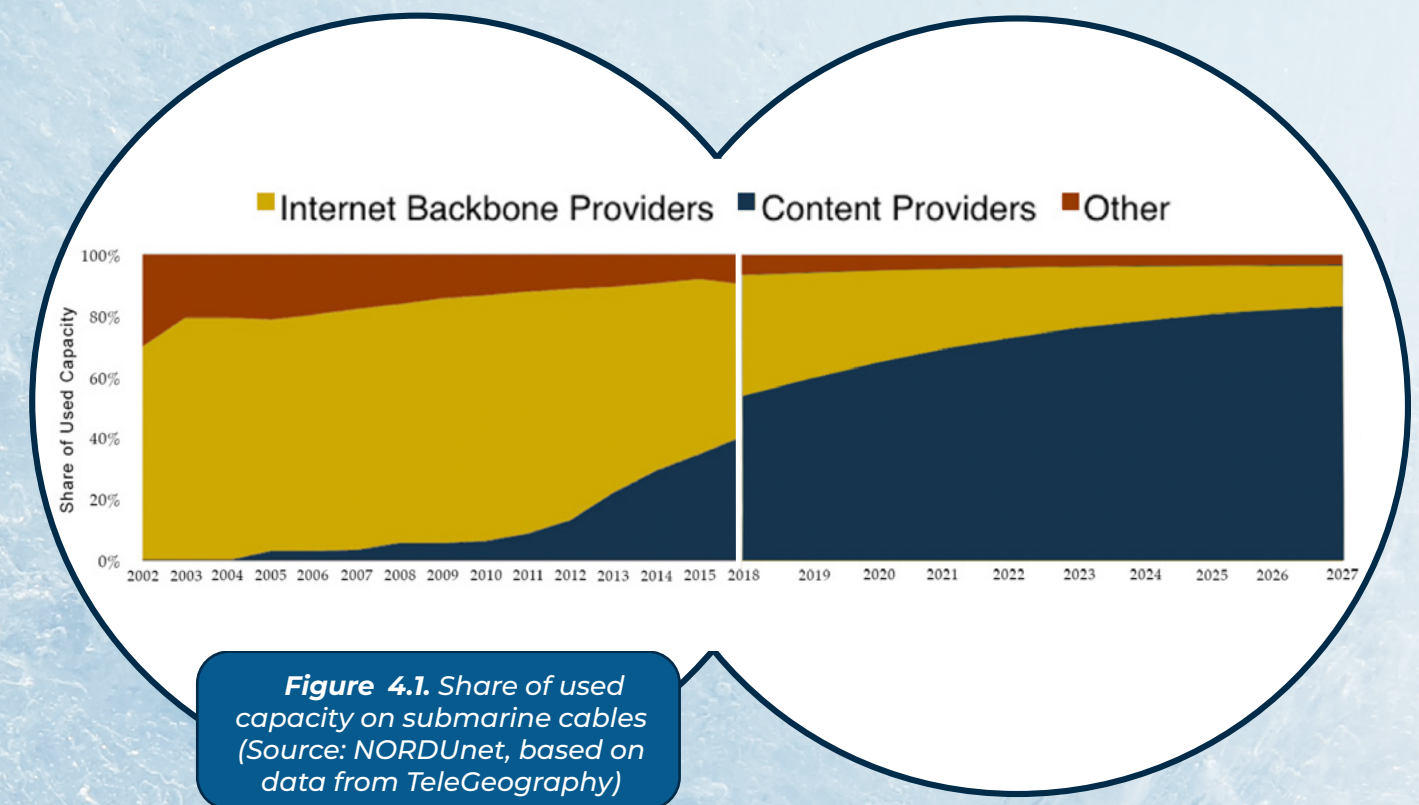 Internet Backbone Providers Content Providers Other
Share of Used Capacity
100%
80%
60%
40%
20%
0%
2002 2003 2004 2005 2006 2007 2008 2009 2010 2011 2012 2013 2014 2015 2018 2019 2020 2021 2022 2023 2024 2025 2026 2027
Figure 4.1. Share of used
capacity on submarine cables
(Source: NORDUnet, based on
data from TeleGeography)